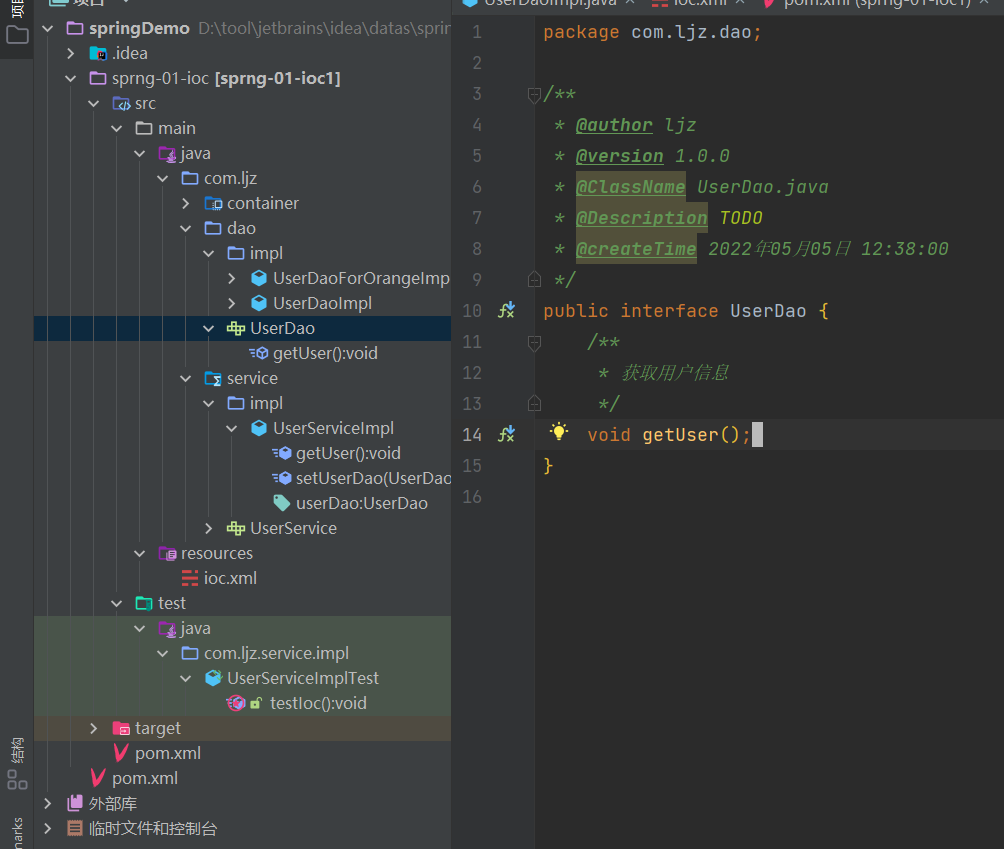 项目
springDemo D:\tool\jetbrains\idea\datas\sprin
.idea
sprng-01-ioc [sprng-01-ioc1]
src
main
java
com.ljz
container
dao
impl
UserDaoForOrangeImp
UserDaoImpl
UserDao
getUser():void
service
impl
UserServiceImpl
getUser():void
setUserDao(UserDao
userDao:UserDao
UserService
resources
ioc.xml
test
java
com.ljz.service.impl
UserServiceImplTest
testIoc():void
target
pom.xml
pom.xml
外部库
临时文件和控制台
结构
marks
UserDaoImpl.java × ioc.xml × pom.xml (sprng-01-ioc1) ×
1 package com.ljz.dao;
2
3 /**
4 * @author ljz
5 * @version 1.0.0
6 * @ClassName UserDao.java
7 * @Description TODO
8 * @createTime 2022年05月05日 12:38:00
9 */
10 public interface UserDao {
11 /**
12 * 获取用户信息
13 */
14 void getUser();
15 }
16